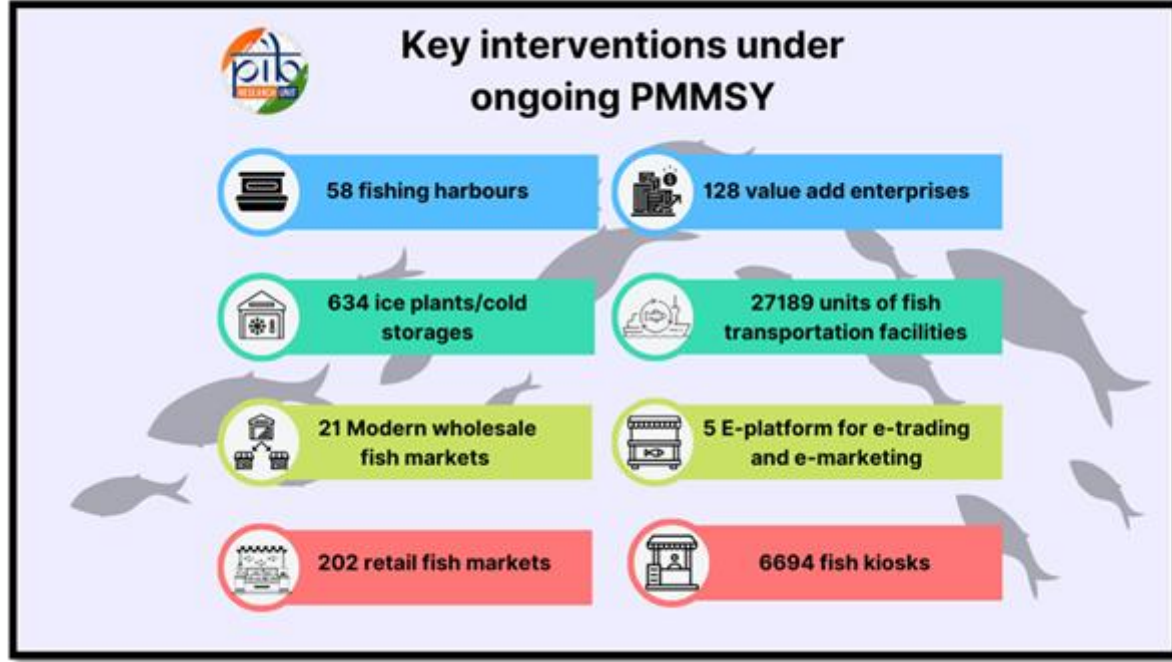 pib
RESEARCH UNIT
Key interventions under
ongoing PMMSY
58 fishing harbours
128 value add enterprises
634 ice plants/cold
storages
27189 units of fish
transportation facilities
21 Modern wholesale
fish markets
5 E-platform for e-trading
and e-marketing
202 retail fish markets
6694 fish kiosks